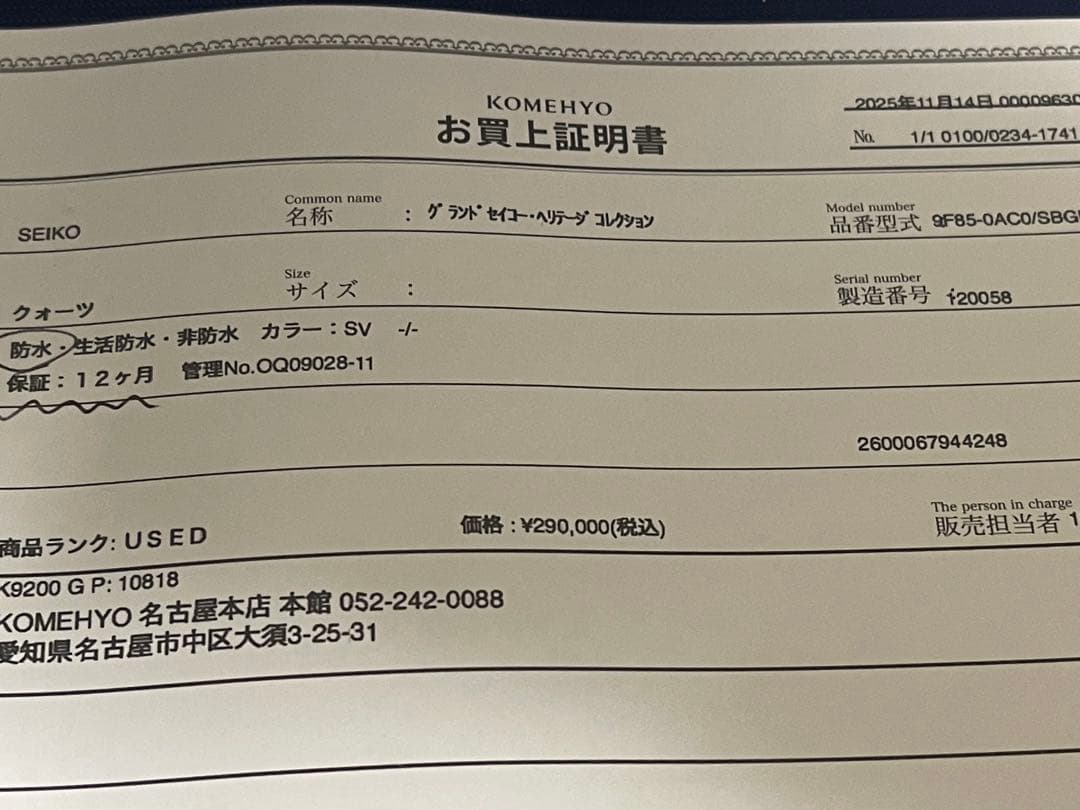 KOMEHYO
お買上証明書
2025年11月14日 00009630
No. 1/1 0100/0234-1741
SEIKO
Common name
名称 : グランドセイコー・ヘリテージコレクション
Model number
品番型式 9F85-0AC0/SBG
クォーツ
Size
サイズ :
Serial number
製造番号 120058
防水・生活防水・非防水 カラー:SV -/-
保証:12ヶ月 管理No.OQ09028-11
2600067944248
商品ランク: USED
価格:¥290,000(税込)
The person in charge
販売担当者 1
K9200 G P: 10818
KOMEHYO 名古屋本店 本館 052-242-0088
愛知県名古屋市中区大須3-25-31